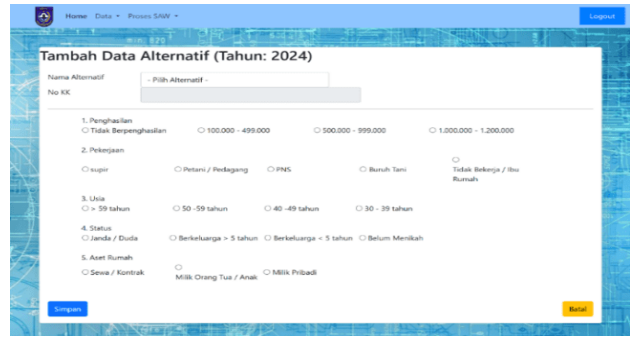 Home Data Proses SAW Logout
Tambah Data Alternatif (Tahun: 2024)
Nama Alternatif - Pilih Alternatif -
No KK
1. Penghasilan
Tidak Berpenghasilan 100.000 - 499.000 500.000 - 999.000 1.000.000 - 1.200.000
2. Pekerjaan
supir Petani / Pedagang PNS Buruh Tani Tidak Bekerja / Ibu
Rumah
3. Usia
> 59 tahun 50 -59 tahun 40 -49 tahun 30 - 39 tahun
4. Status
Janda / Duda Berkeluarga > 5 tahun Berkeluarga < 5 tahun Belum Menikah
5. Aset Rumah
Sewa / Kontrak Milik Orang Tua / Anak Milik Pribadi
Simpan Batal